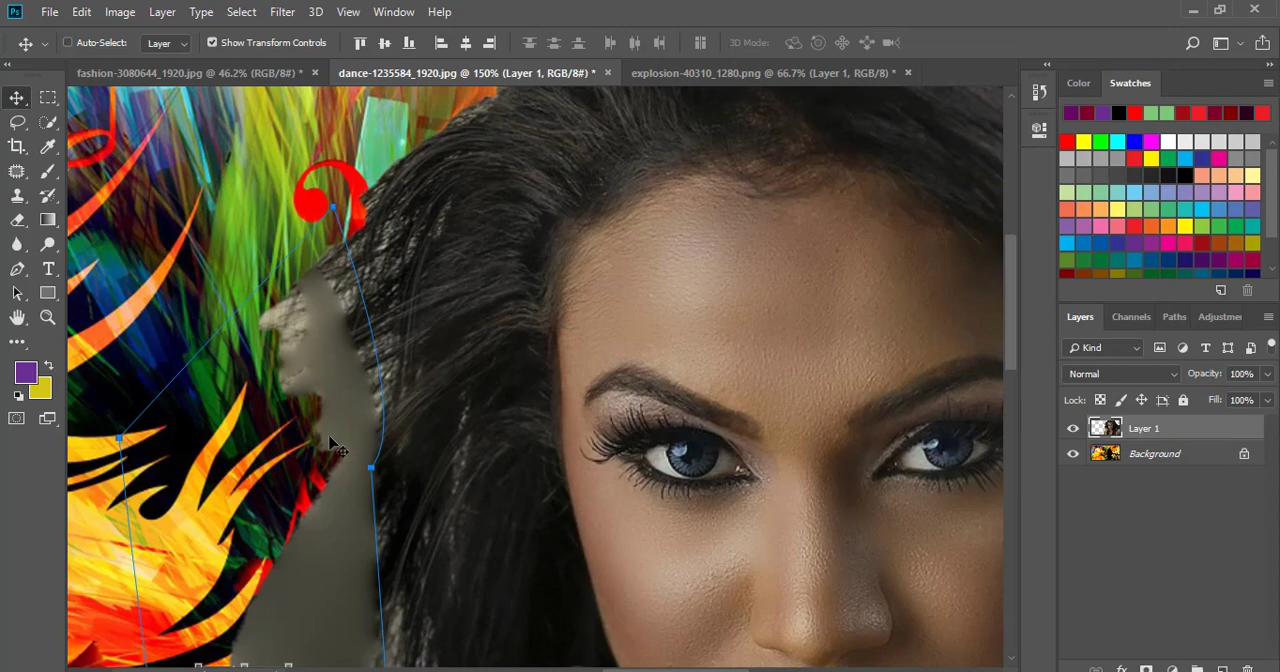 Ps File Edit Image Layer Type Select Filter 3D View Window Help
Auto-Select: Layer Show Transform Controls 3D Mode:
fashion-3080644_1920.jpg @ 46.2% (RGB/8#) * dance-1235584_1920.jpg @ 150% (Layer 1, RGB/8#) * explosion-40310_1280.png @ 66.7% (Layer 1, RGB/8) *
Color Swatches
Layers Channels Paths Adjustmer
Kind
Normal Opacity: 100%
Lock: Fill: 100%
Layer 1
Background
fx